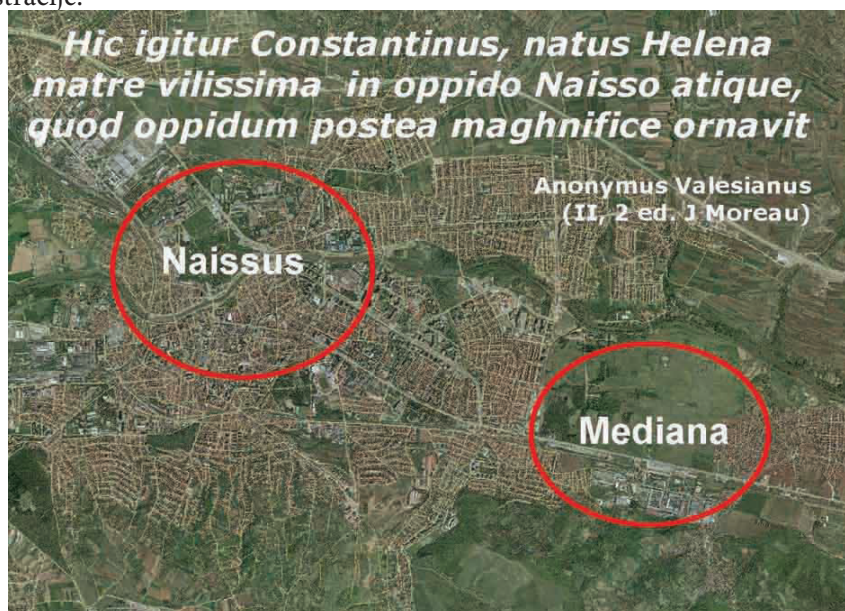 stracije.
Hic igitur Constantinus, natus Helena
matre vilissima in oppido Naisso atique,
quod oppidum postea maghnifice ornavit
Anonymus Valesianus
(II, 2 ed. J Moreau)
Naissus
Mediana